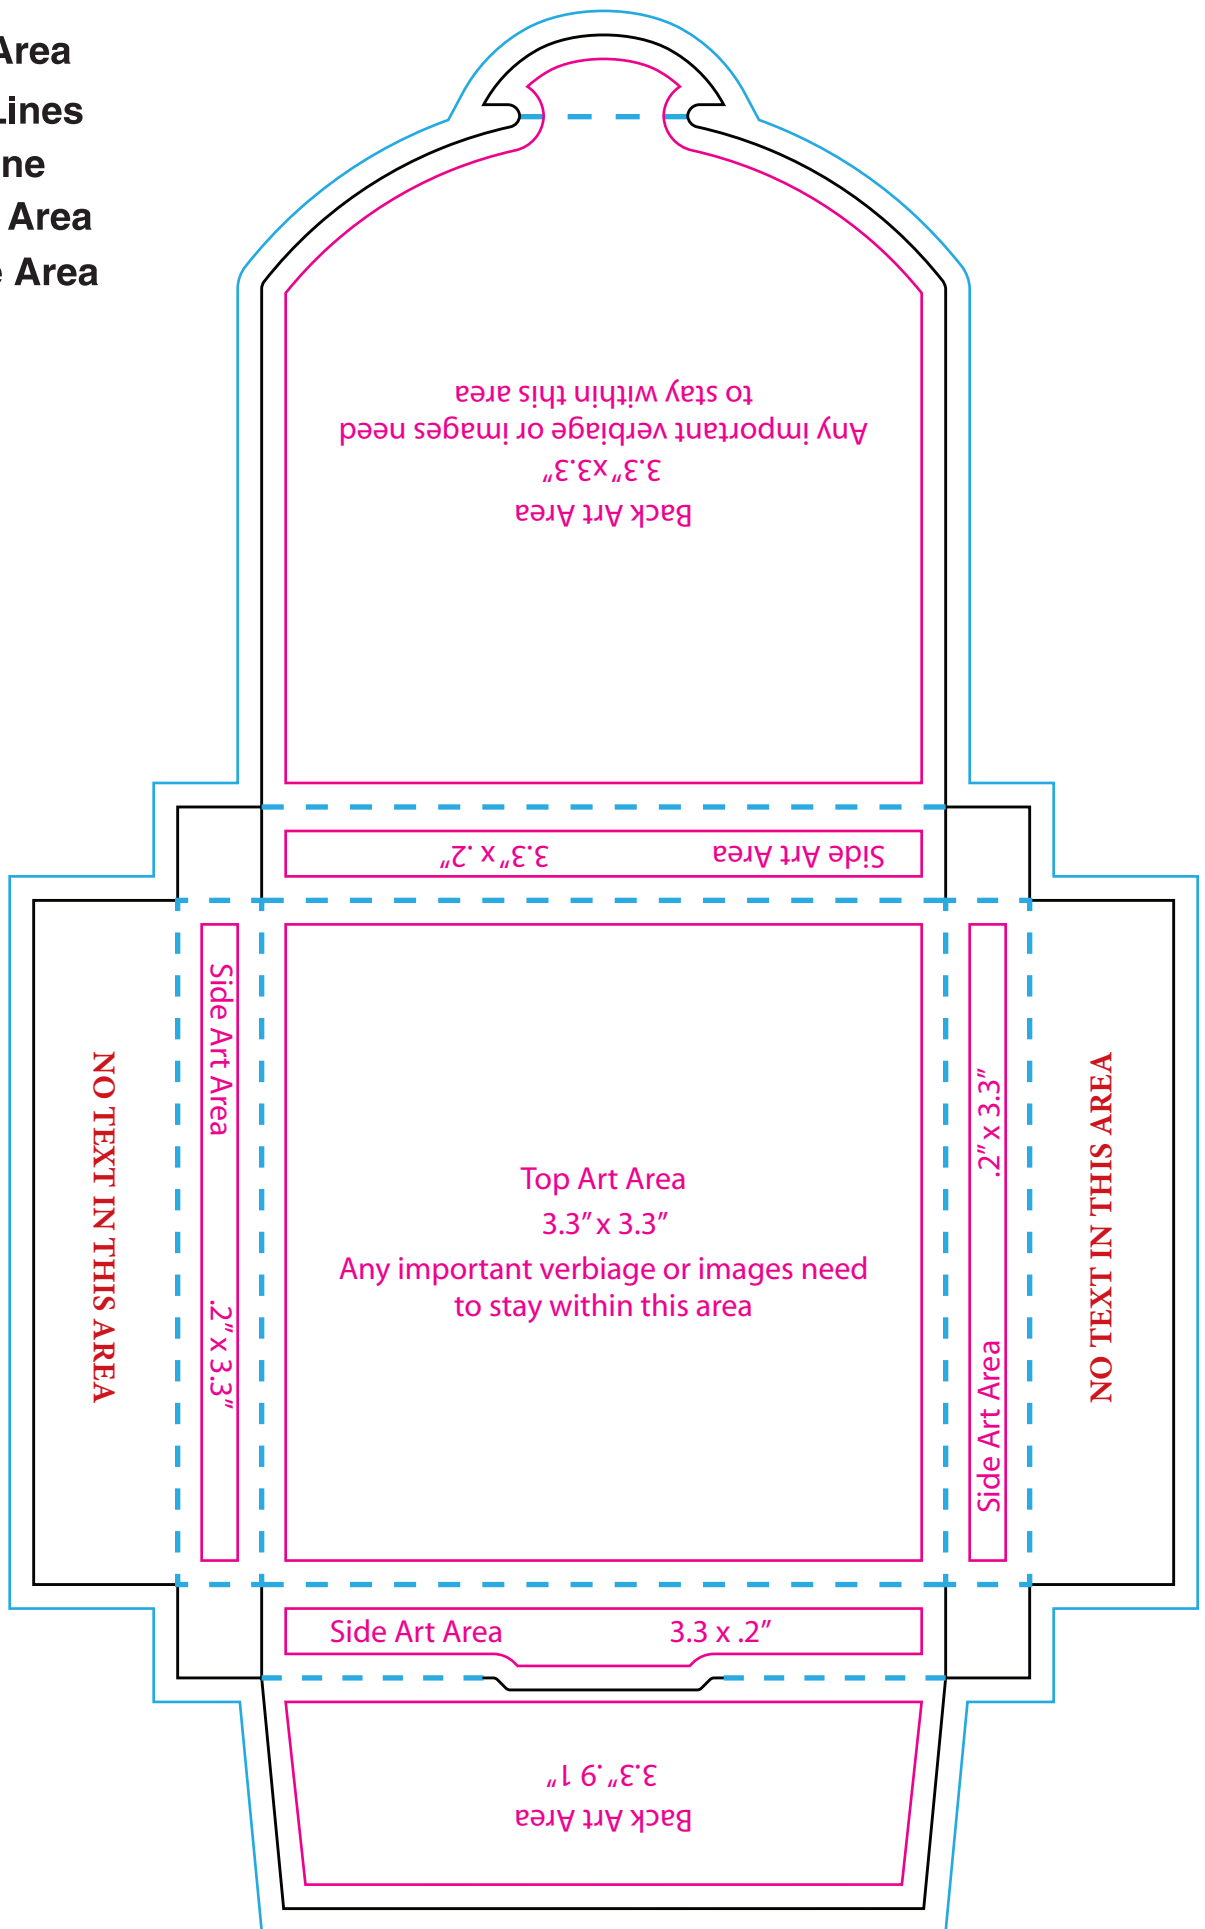 Area
Lines
ne
Area
e Area
Back Art Area
3.3” x3.3”
Any important verbiage or images need
to stay within this area
Side Art Area 3.3” x .2”
Side Art Area .2” x 3.3”
NO TEXT IN THIS AREA
Top Art Area
3.3” x 3.3”
Any important verbiage or images need
to stay within this area
Side Art Area .2” x 3.3”
NO TEXT IN THIS AREA
Side Art Area 3.3 x .2”
Back Art Area
3.3” .9 1”